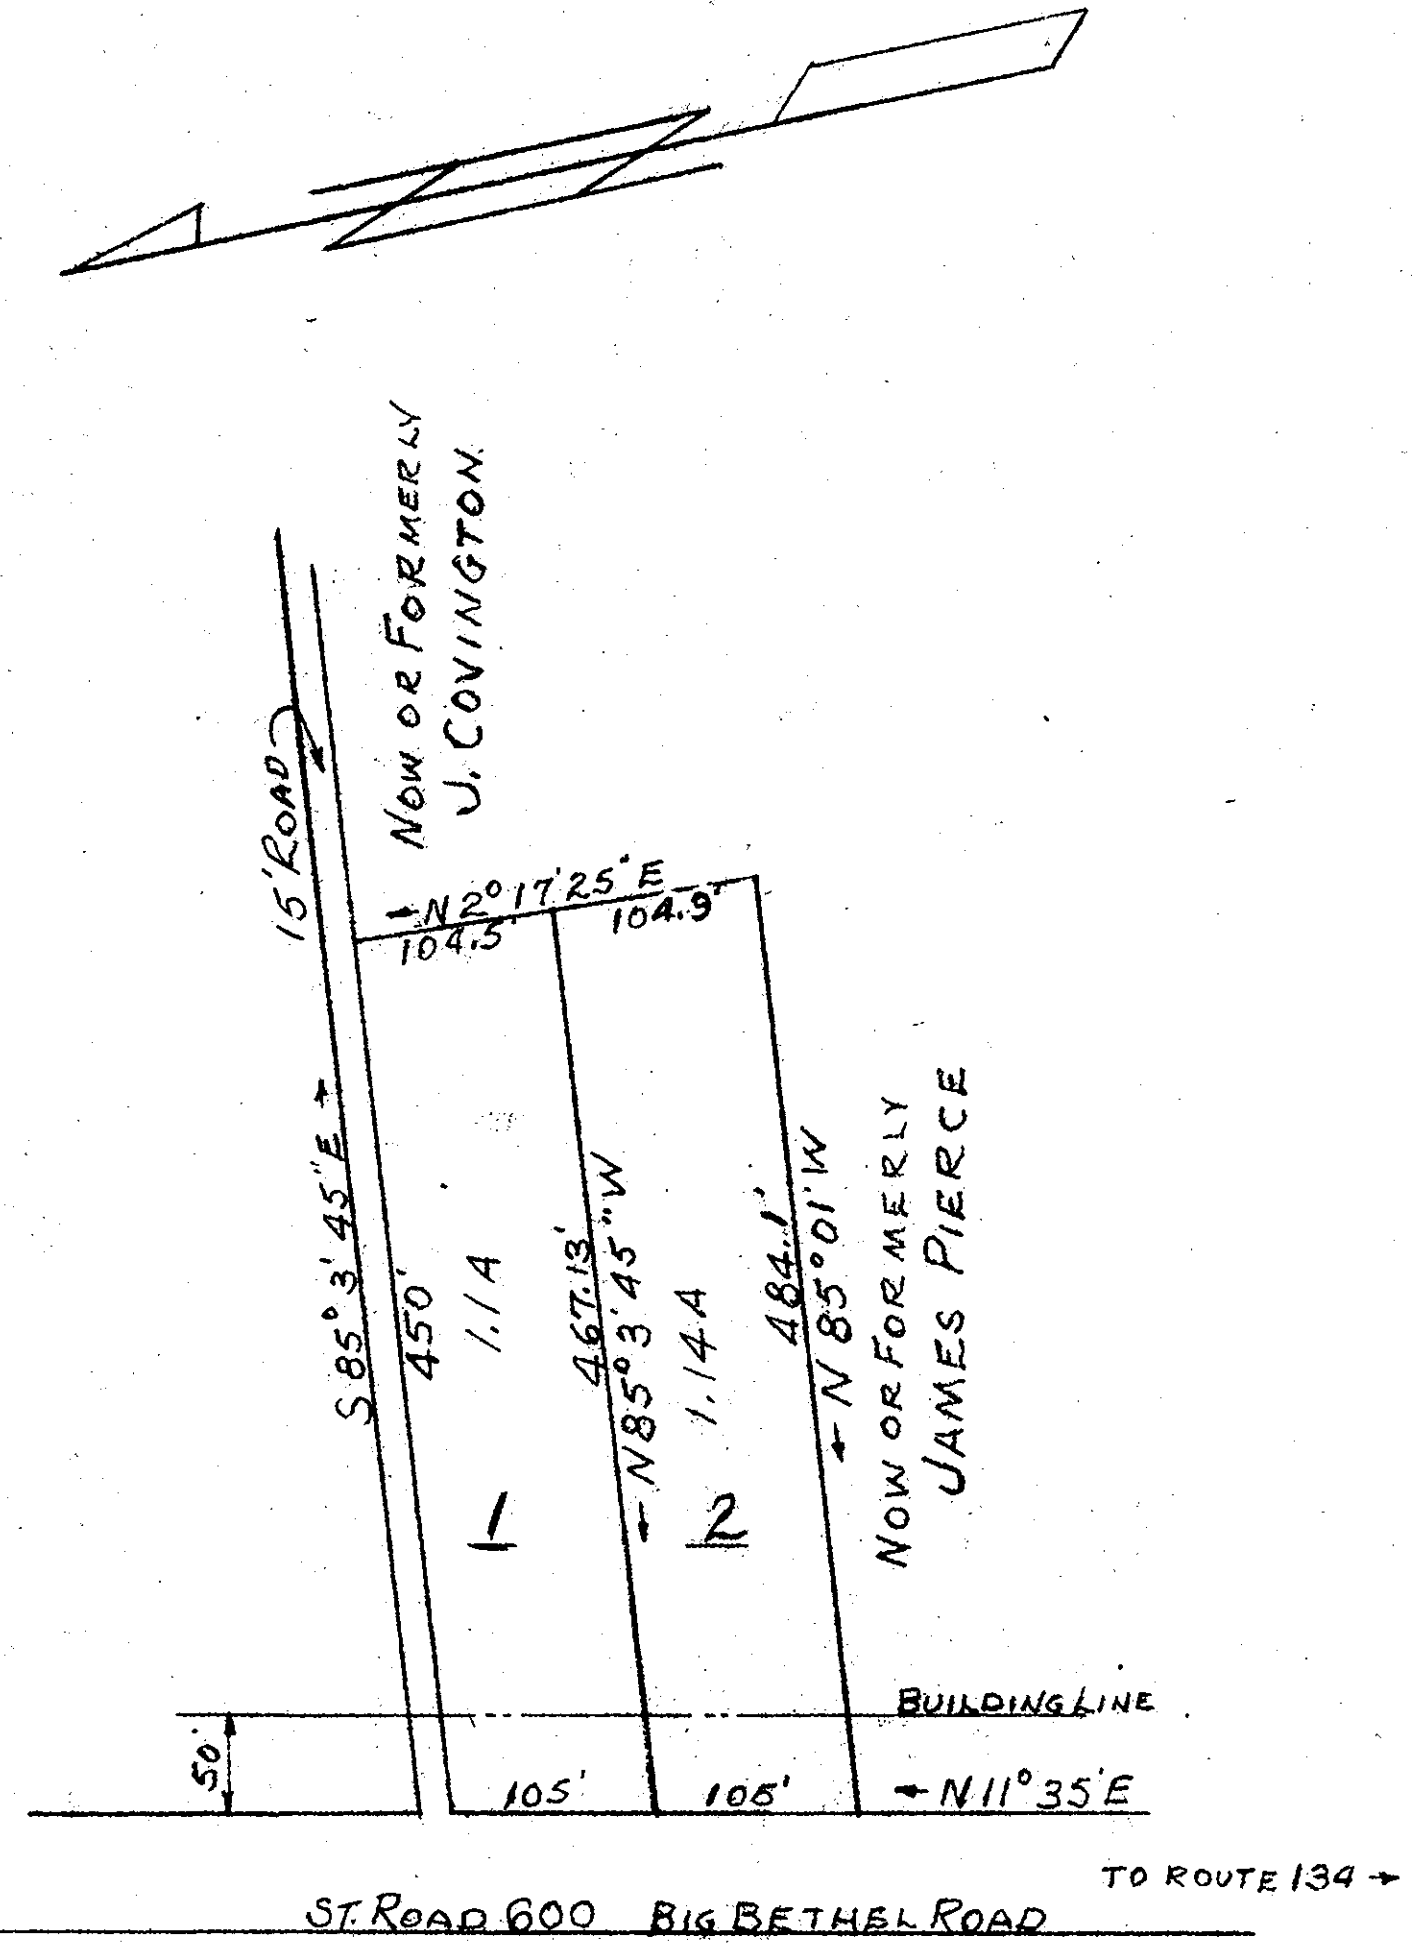 NOW OR FORMERLY
J. COVINGTON
15' ROAD
← N 2° 17' 25" E
104.5'
104.9'
S 85° 3' 45" E →
450'
1.1 A
467.13'
← N 85° 3' 45" W
1.14 A
484.1'
← N 85° 01' W
NOW OR FORMERLY
JAMES PIERCE
1
2
BUILDING LINE
50'
105'
105'
← N 11° 35' E
TO ROUTE 134 →
ST. ROAD 600 BIG BETHEL ROAD